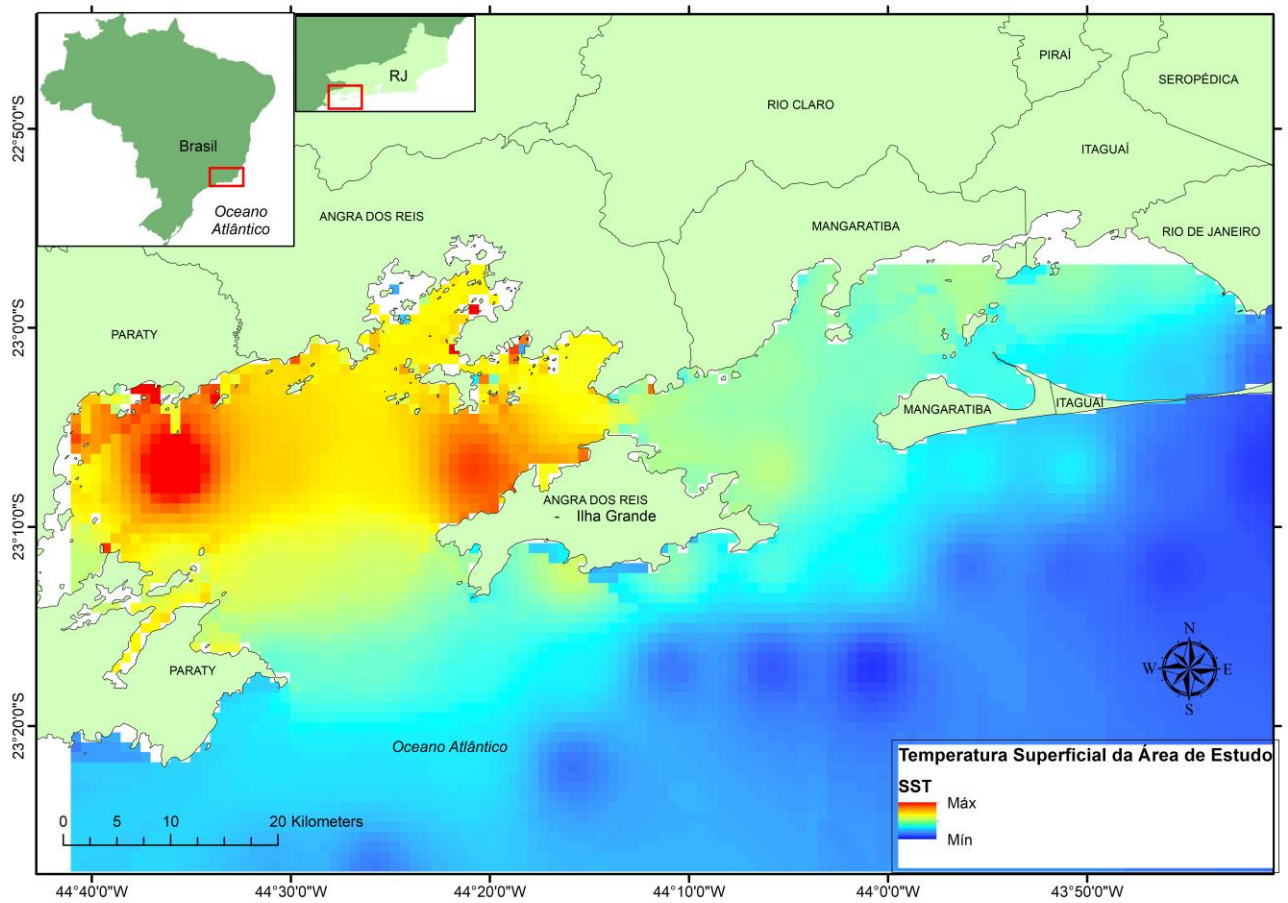 Brasil
Oceano
Atlântico
RJ
PIRAÍ
SEROPÉDICA
RIO CLARO
ITAGUAÍ
ANGRA DOS REIS
MANGARATIBA
RIO DE JANEIRO
PARATY
MANGARATIBA
ITAGUAÍ
ANGRA DOS REIS
- Ilha Grande
PARATY
Oceano Atlântico
N
W E
S
0 5 10 20 Kilometers
Temperatura Superficial da Área de Estudo
SST
Máx
Mín
22°50'0"S
23°0'0"S
23°10'0"S
23°20'0"S
44°40'0"W 44°30'0"W 44°20'0"W 44°10'0"W 44°0'0"W 43°50'0"W